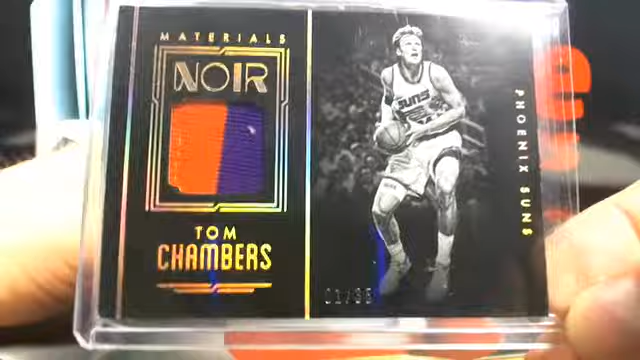 MATERIALS
NOIR
TOM
CHAMBERS
SUNS
PHOENIX SUNS